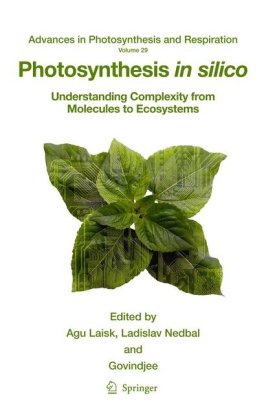 Advances in Photosynthesis and Respiration
Volume 29
Photosynthesis in silico
Understanding Complexity from
Molecules to Ecosystems
Edited by
Agu Laisk, Ladislav Nedbal
and
Govindjee
Springer